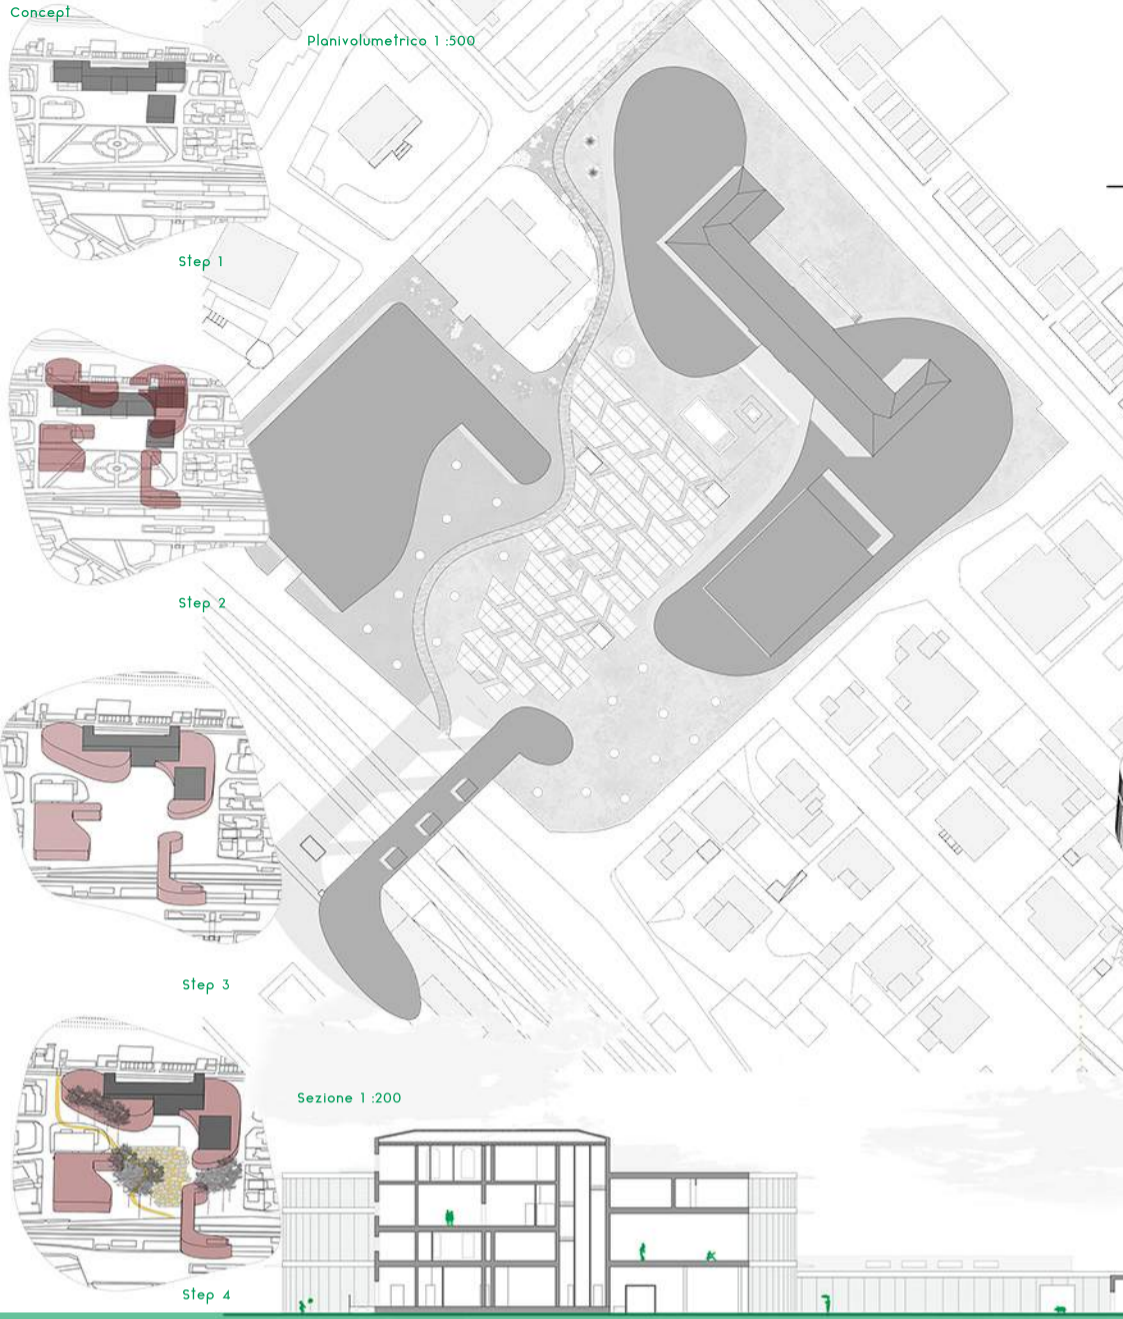 Concept
Planivolumetrico 1 :500
Step 1
Step 2
Step 3
Sezione 1 :200
Step 4